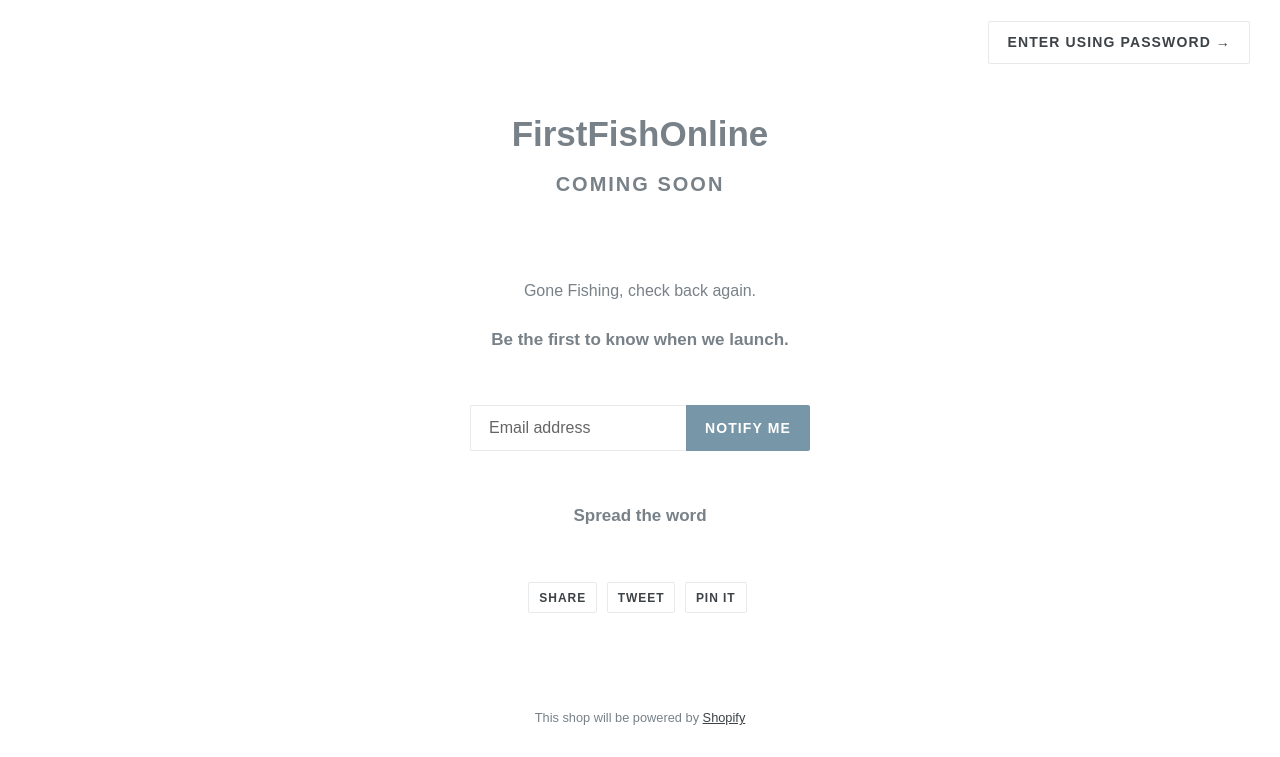 ENTER USING PASSWORD →
FirstFishOnline
COMING SOON
Gone Fishing, check back again.
Be the first to know when we launch.
Email address
NOTIFY ME
Spread the word
SHARE TWEET PIN IT
This shop will be powered by Shopify